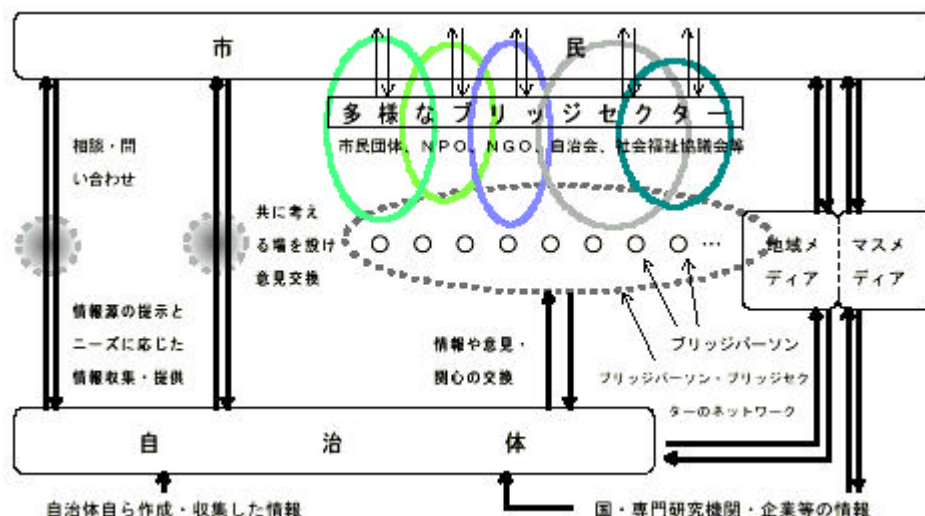 市民
多様なブリッジセクター
市民団体、NPO、NGO、自治会、社会福祉協議会等
相談・問
い合わせ
共に考え
る場を設け
意見交換
○ ○ ○ ○ ○ ○ ○ ○ …
地域メ
ディア
マスメ
ディア
情報源の提示と
ニーズに応じた
情報収集・提供
情報や意見・
関心の交換
ブリッジパーソン
ブリッジパーソン・ブリッジセク
ターのネットワーク
自治体
自治体自ら作成・収集した情報
国・専門研究機関・企業等の情報